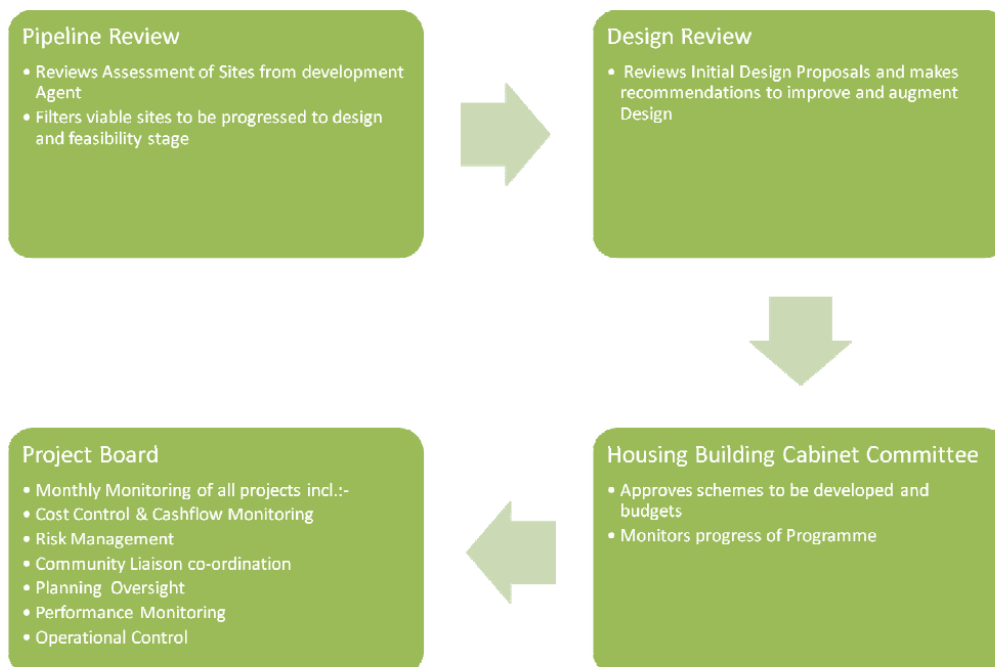 Pipeline Review
• Reviews Assessment of Sites from development
Agent
• Filters viable sites to be progressed to design
and feasibility stage
Design Review
• Reviews Initial Design Proposals and makes
recommendations to improve and augment
Design
Housing Building Cabinet Committee
• Approves schemes to be developed and
budgets
• Monitors progress of Programme
Project Board
• Monthly Monitoring of all projects incl.:-
• Cost Control & Cashflow Monitoring
• Risk Management
• Community Liaison co-ordination
• Planning Oversight
• Performance Monitoring
• Operational Control